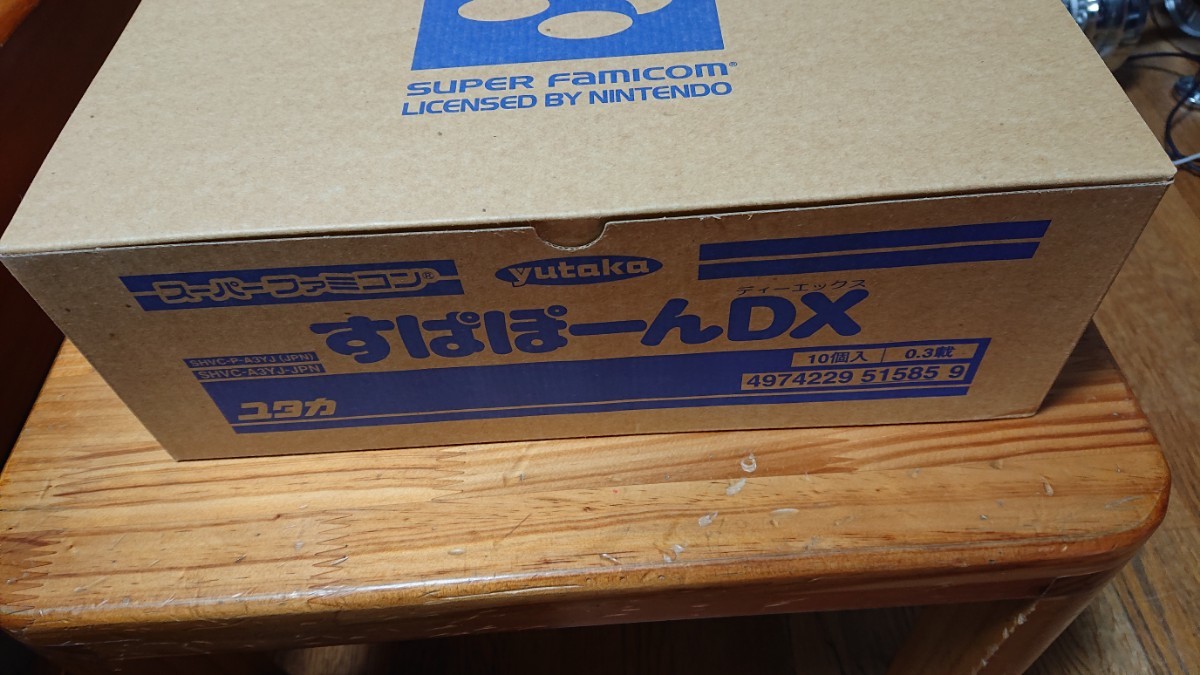 SUPER FAMICOM®
LICENSED BY NINTENDO
スーパーファミコン®
yutaka
ディーエックス
すぱぽーんDX
SHVC-P-A3YJ (JPN)
SHVC-A3YJ-JPN
10個入 0.3載
4974229 51585 9
ユタカ